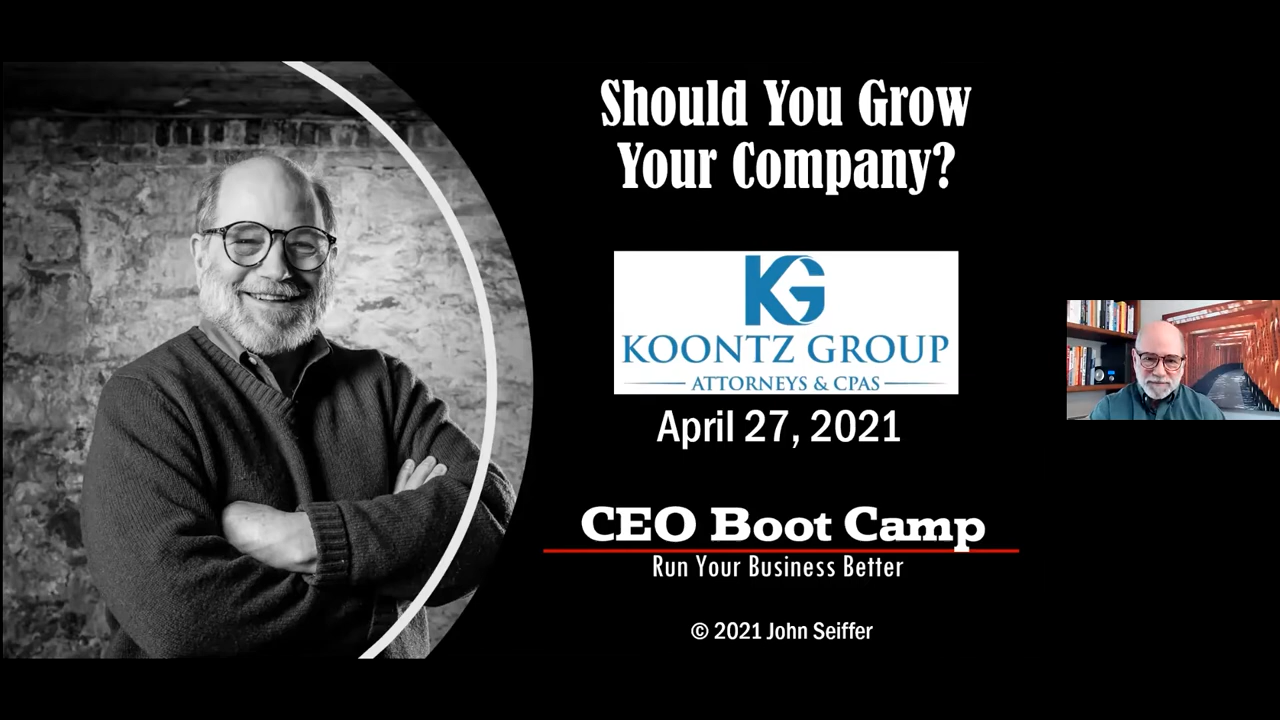 Should You Grow
Your Company?
KG
KOONTZ GROUP
ATTORNEYS & CPAS
April 27, 2021
CEO Boot Camp
Run Your Business Better
© 2021 John Seiffer